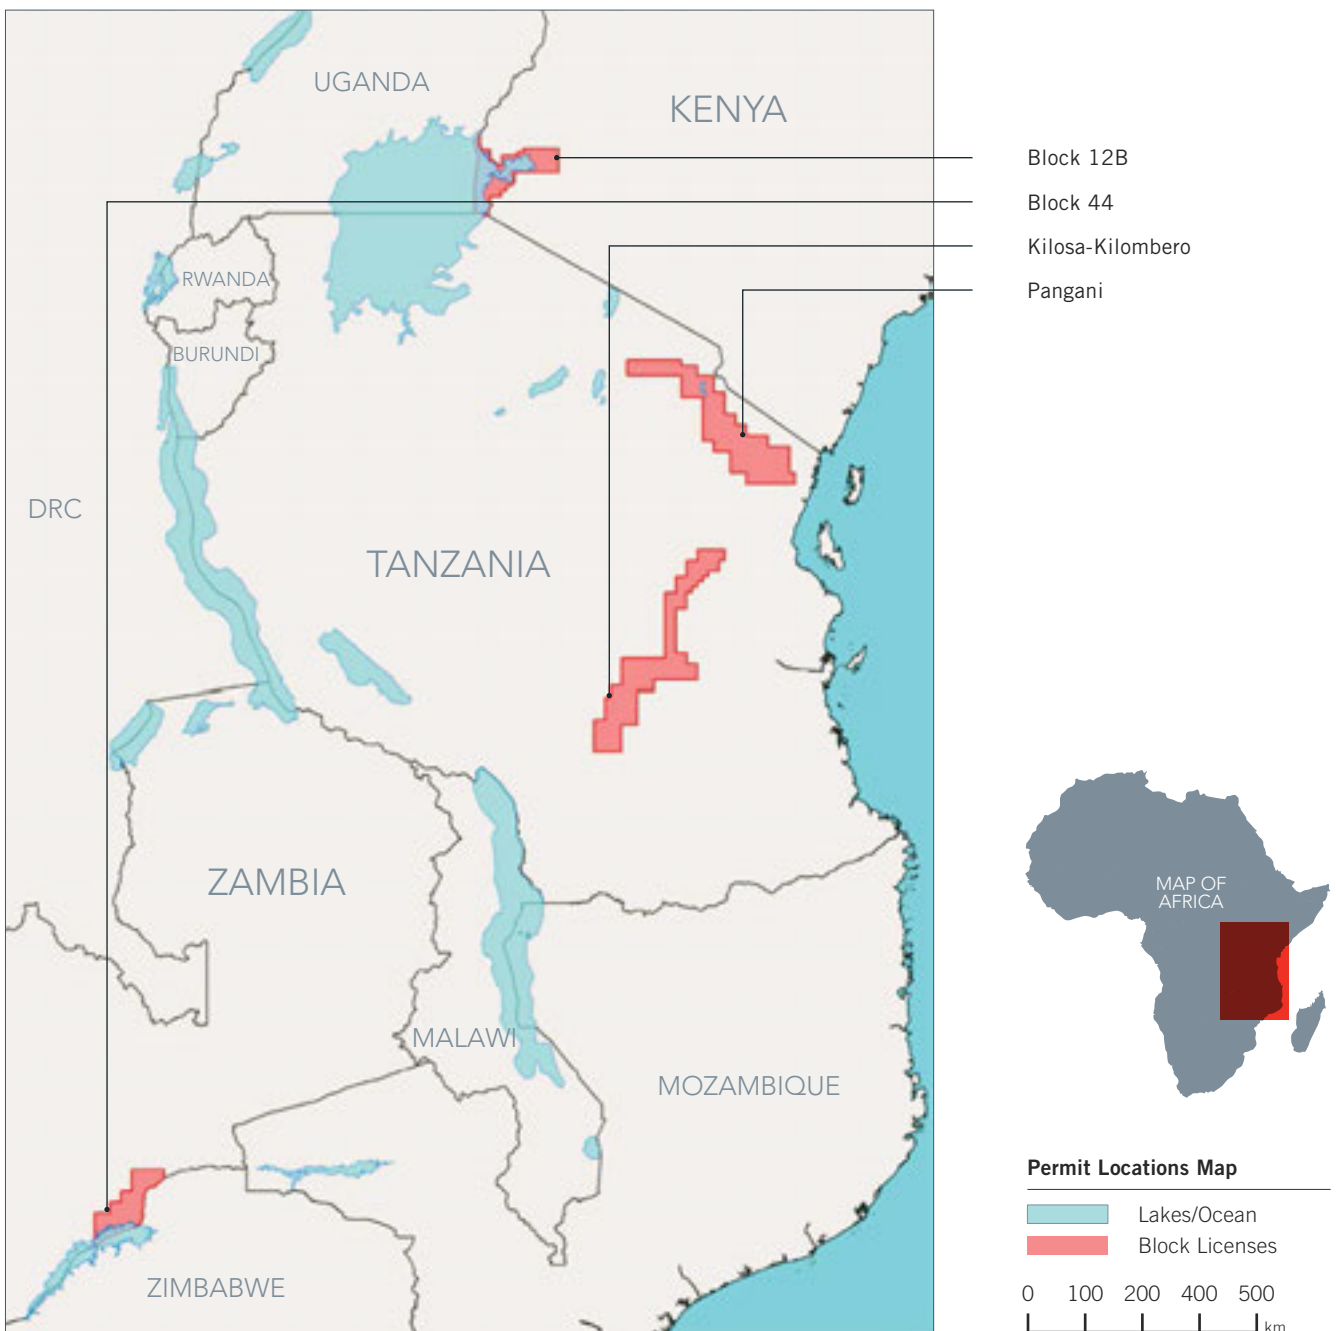 UGANDA
KENYA
Block 12B
Block 44
Kilosa-Kilombero
Pangani
RWANDA
BURUNDI
DRC
TANZANIA
ZAMBIA
MAP OF
AFRICA
MALAWI
MOZAMBIQUE
ZIMBABWE
Permit Locations Map
Lakes/Ocean
Block Licenses
0 100 200 400 500
km